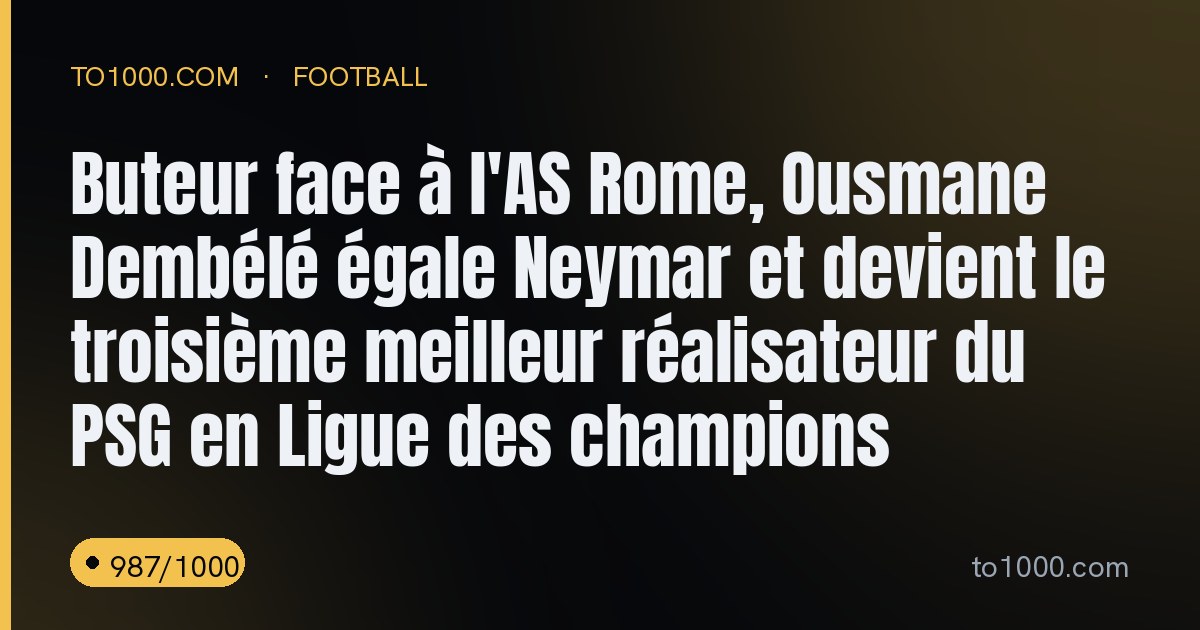 TO1000.COM · FOOTBALL
Buteur face à l'AS Rome, Ousmane
Dembélé égale Neymar et devient le
troisième meilleur réalisateur du
PSG en Ligue des champions
987/1000
to1000.com